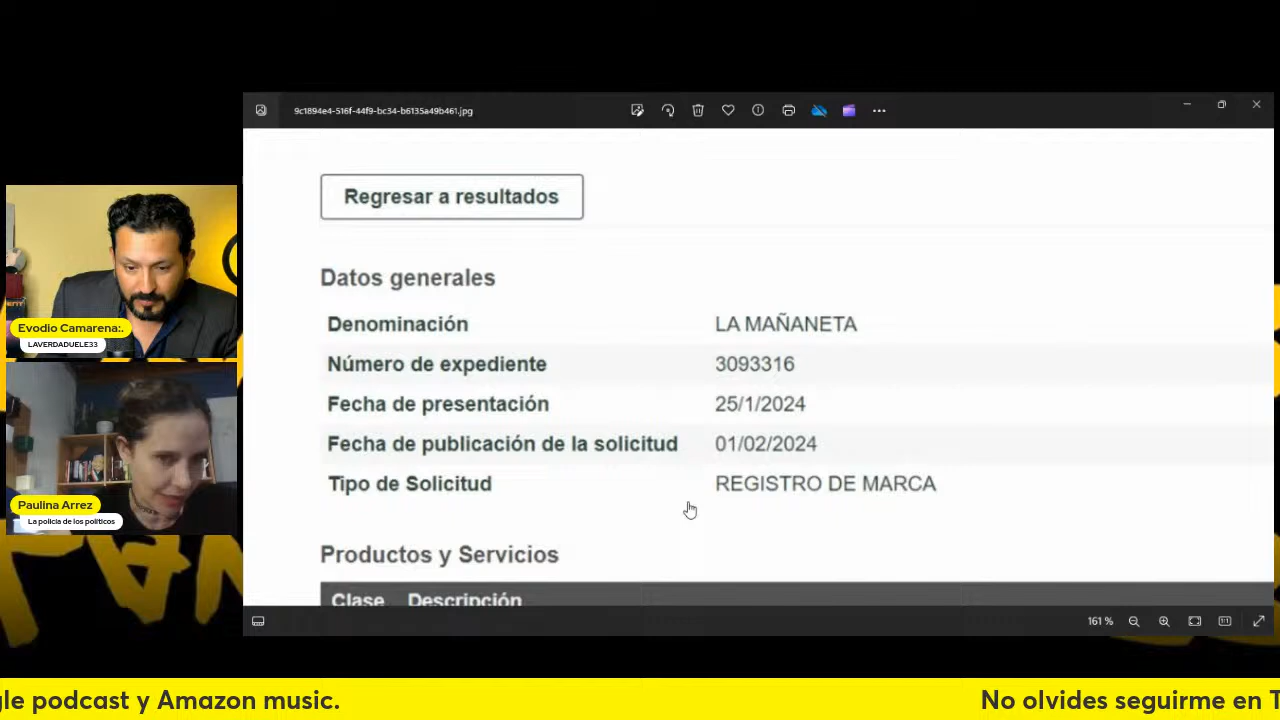 9c1894e4-516f-44f9-bc34-b6135a49b461.jpg
Regresar a resultados
Datos generales
Denominación LA MAÑANETA
Número de expediente 3093316
Fecha de presentación 25/1/2024
Fecha de publicación de la solicitud 01/02/2024
Tipo de Solicitud REGISTRO DE MARCA
Productos y Servicios
Clase Descripción
161 %
Evodio Camarena:.
LAVERDADUELE33
Paulina Arrez
La policia de los políticos
gle podcast y Amazon music.
No olvides seguirme en T